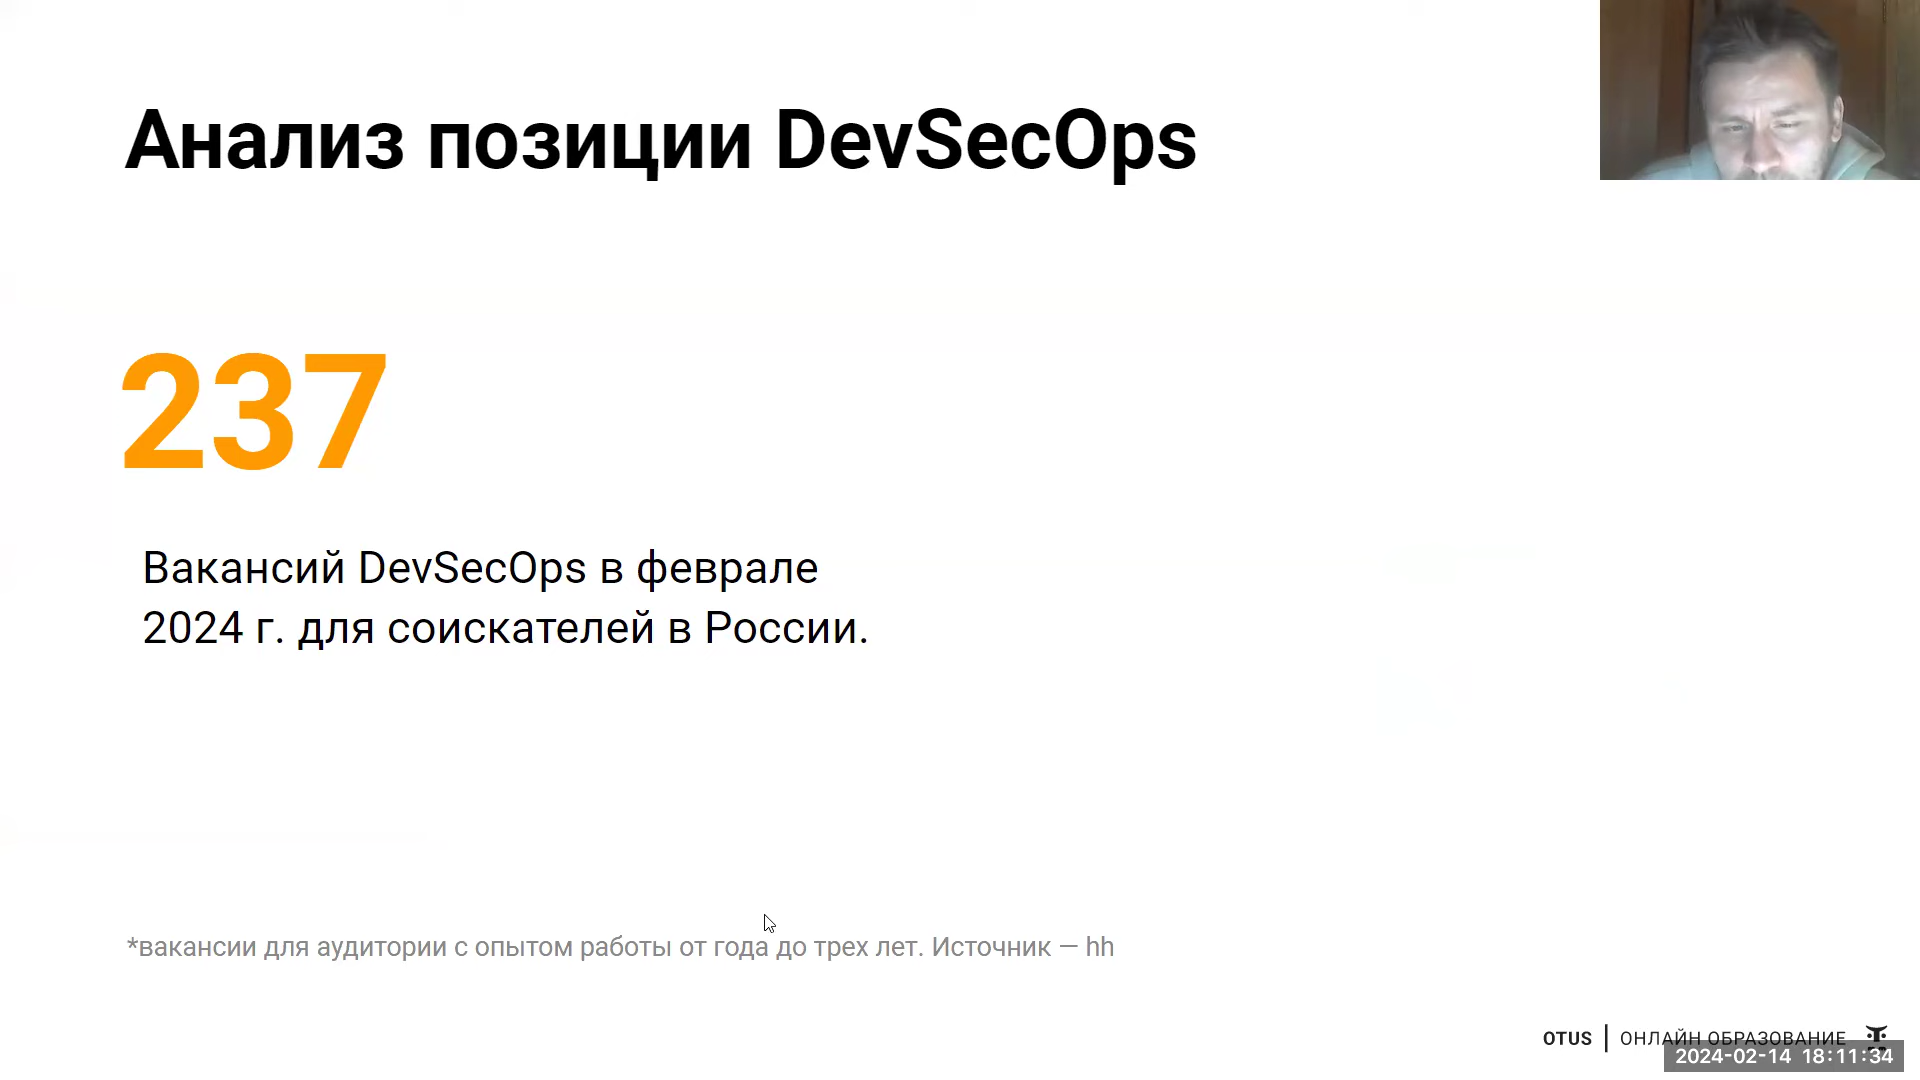 Анализ позиции DevSecOps
237
Вакансий DevSecOps в феврале
2024 г. для соискателей в России.
*вакансии для аудитории с опытом работы от года до трех лет. Источник — hh
OTUS | ОНЛАЙН ОБРАЗОВАНИЕ
2024-02-14 18:11:34